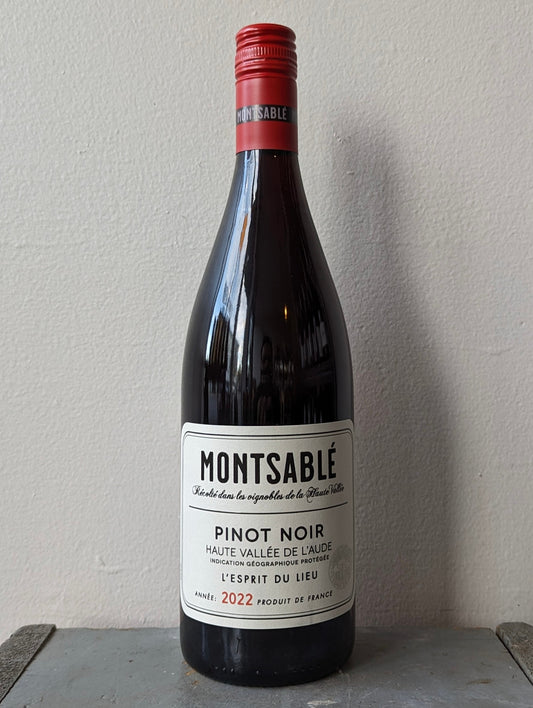 MONTSABLÉ
MONTSABLÉ
Récolté dans les vignobles de la Haute Vallée
PINOT NOIR
HAUTE VALLÉE DE L'AUDE
INDICATION GÉOGRAPHIQUE PROTÉGÉE
L'ESPRIT DU LIEU
ANNÉE: 2022 PRODUIT DE FRANCE